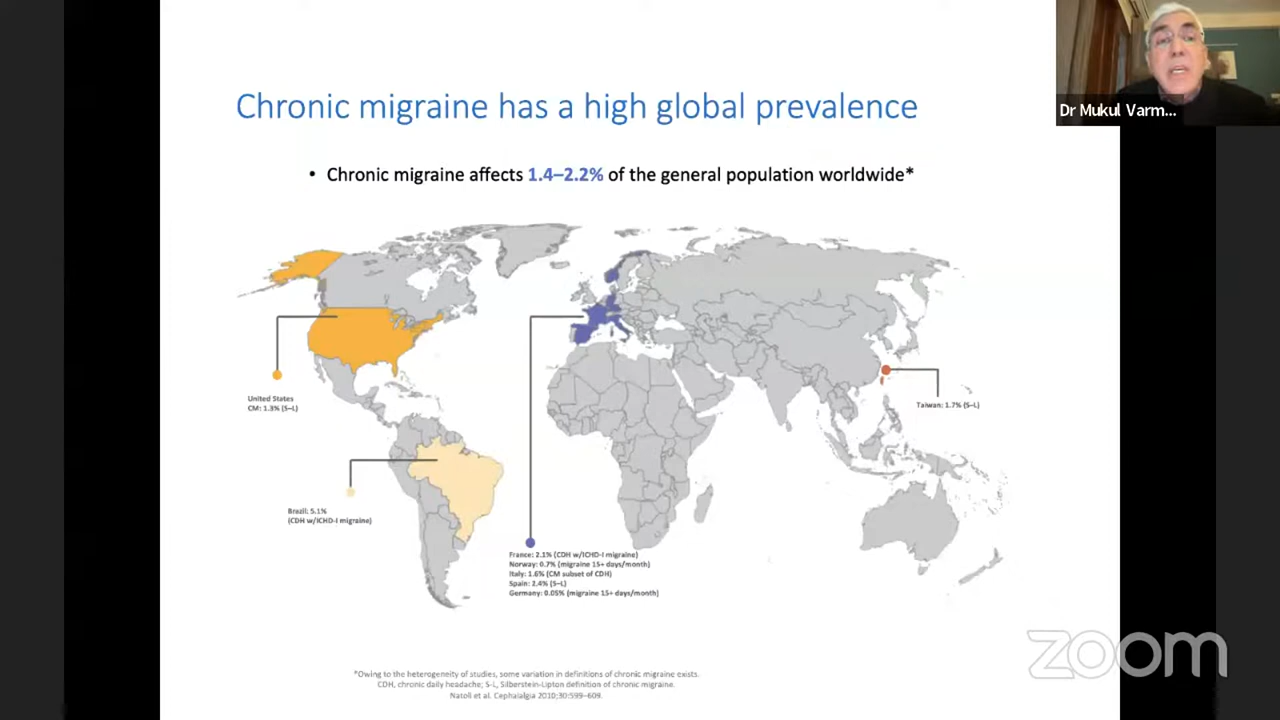 Chronic migraine has a high global prevalence
Dr Mukul Varm...
• Chronic migraine affects 1.4–2.2% of the general population worldwide*
United States
CM: 1.3% (S–L)
Taiwan: 1.7% (S–L)
Brazil: 5.1%
(CDH w/ICHD-I migraine)
France: 2.1% (CDH w/ICHD-I migraine)
Norway: 0.7% (migraine 15+ days/month)
Italy: 1.6% (CM subset of CDH)
Spain: 2.4% (S–L)
Germany: 0.05% (migraine 15+ days/month)
zoom
*Owing to the heterogeneity of studies, some variation in definitions of chronic migraine exists.
CDH, chronic daily headache; S-L, Silberstein-Lipton definition of chronic migraine.
Natoli et al. Cephalalgia 2010;30:599–609.